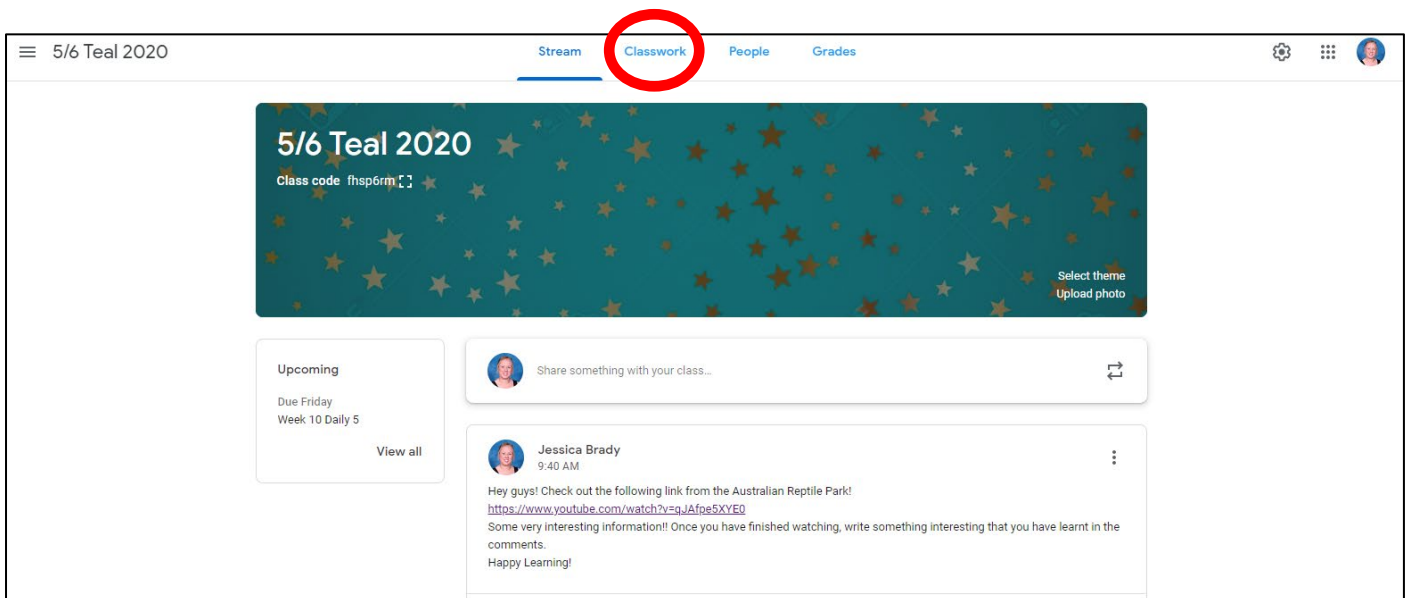 5/6 Teal 2020
Stream Classwork People Grades
5/6 Teal 2020
Class code fhsp6rm
Select theme
Upload photo
Upcoming
Due Friday
Week 10 Daily 5
View all
Share something with your class...
Jessica Brady
9:40 AM
Hey guys! Check out the following link from the Australian Reptile Park!
https://www.youtube.com/watch?v=qJAfpe5XYE0
Some very interesting information!! Once you have finished watching, write something interesting that you have learnt in the
comments.
Happy Learning!